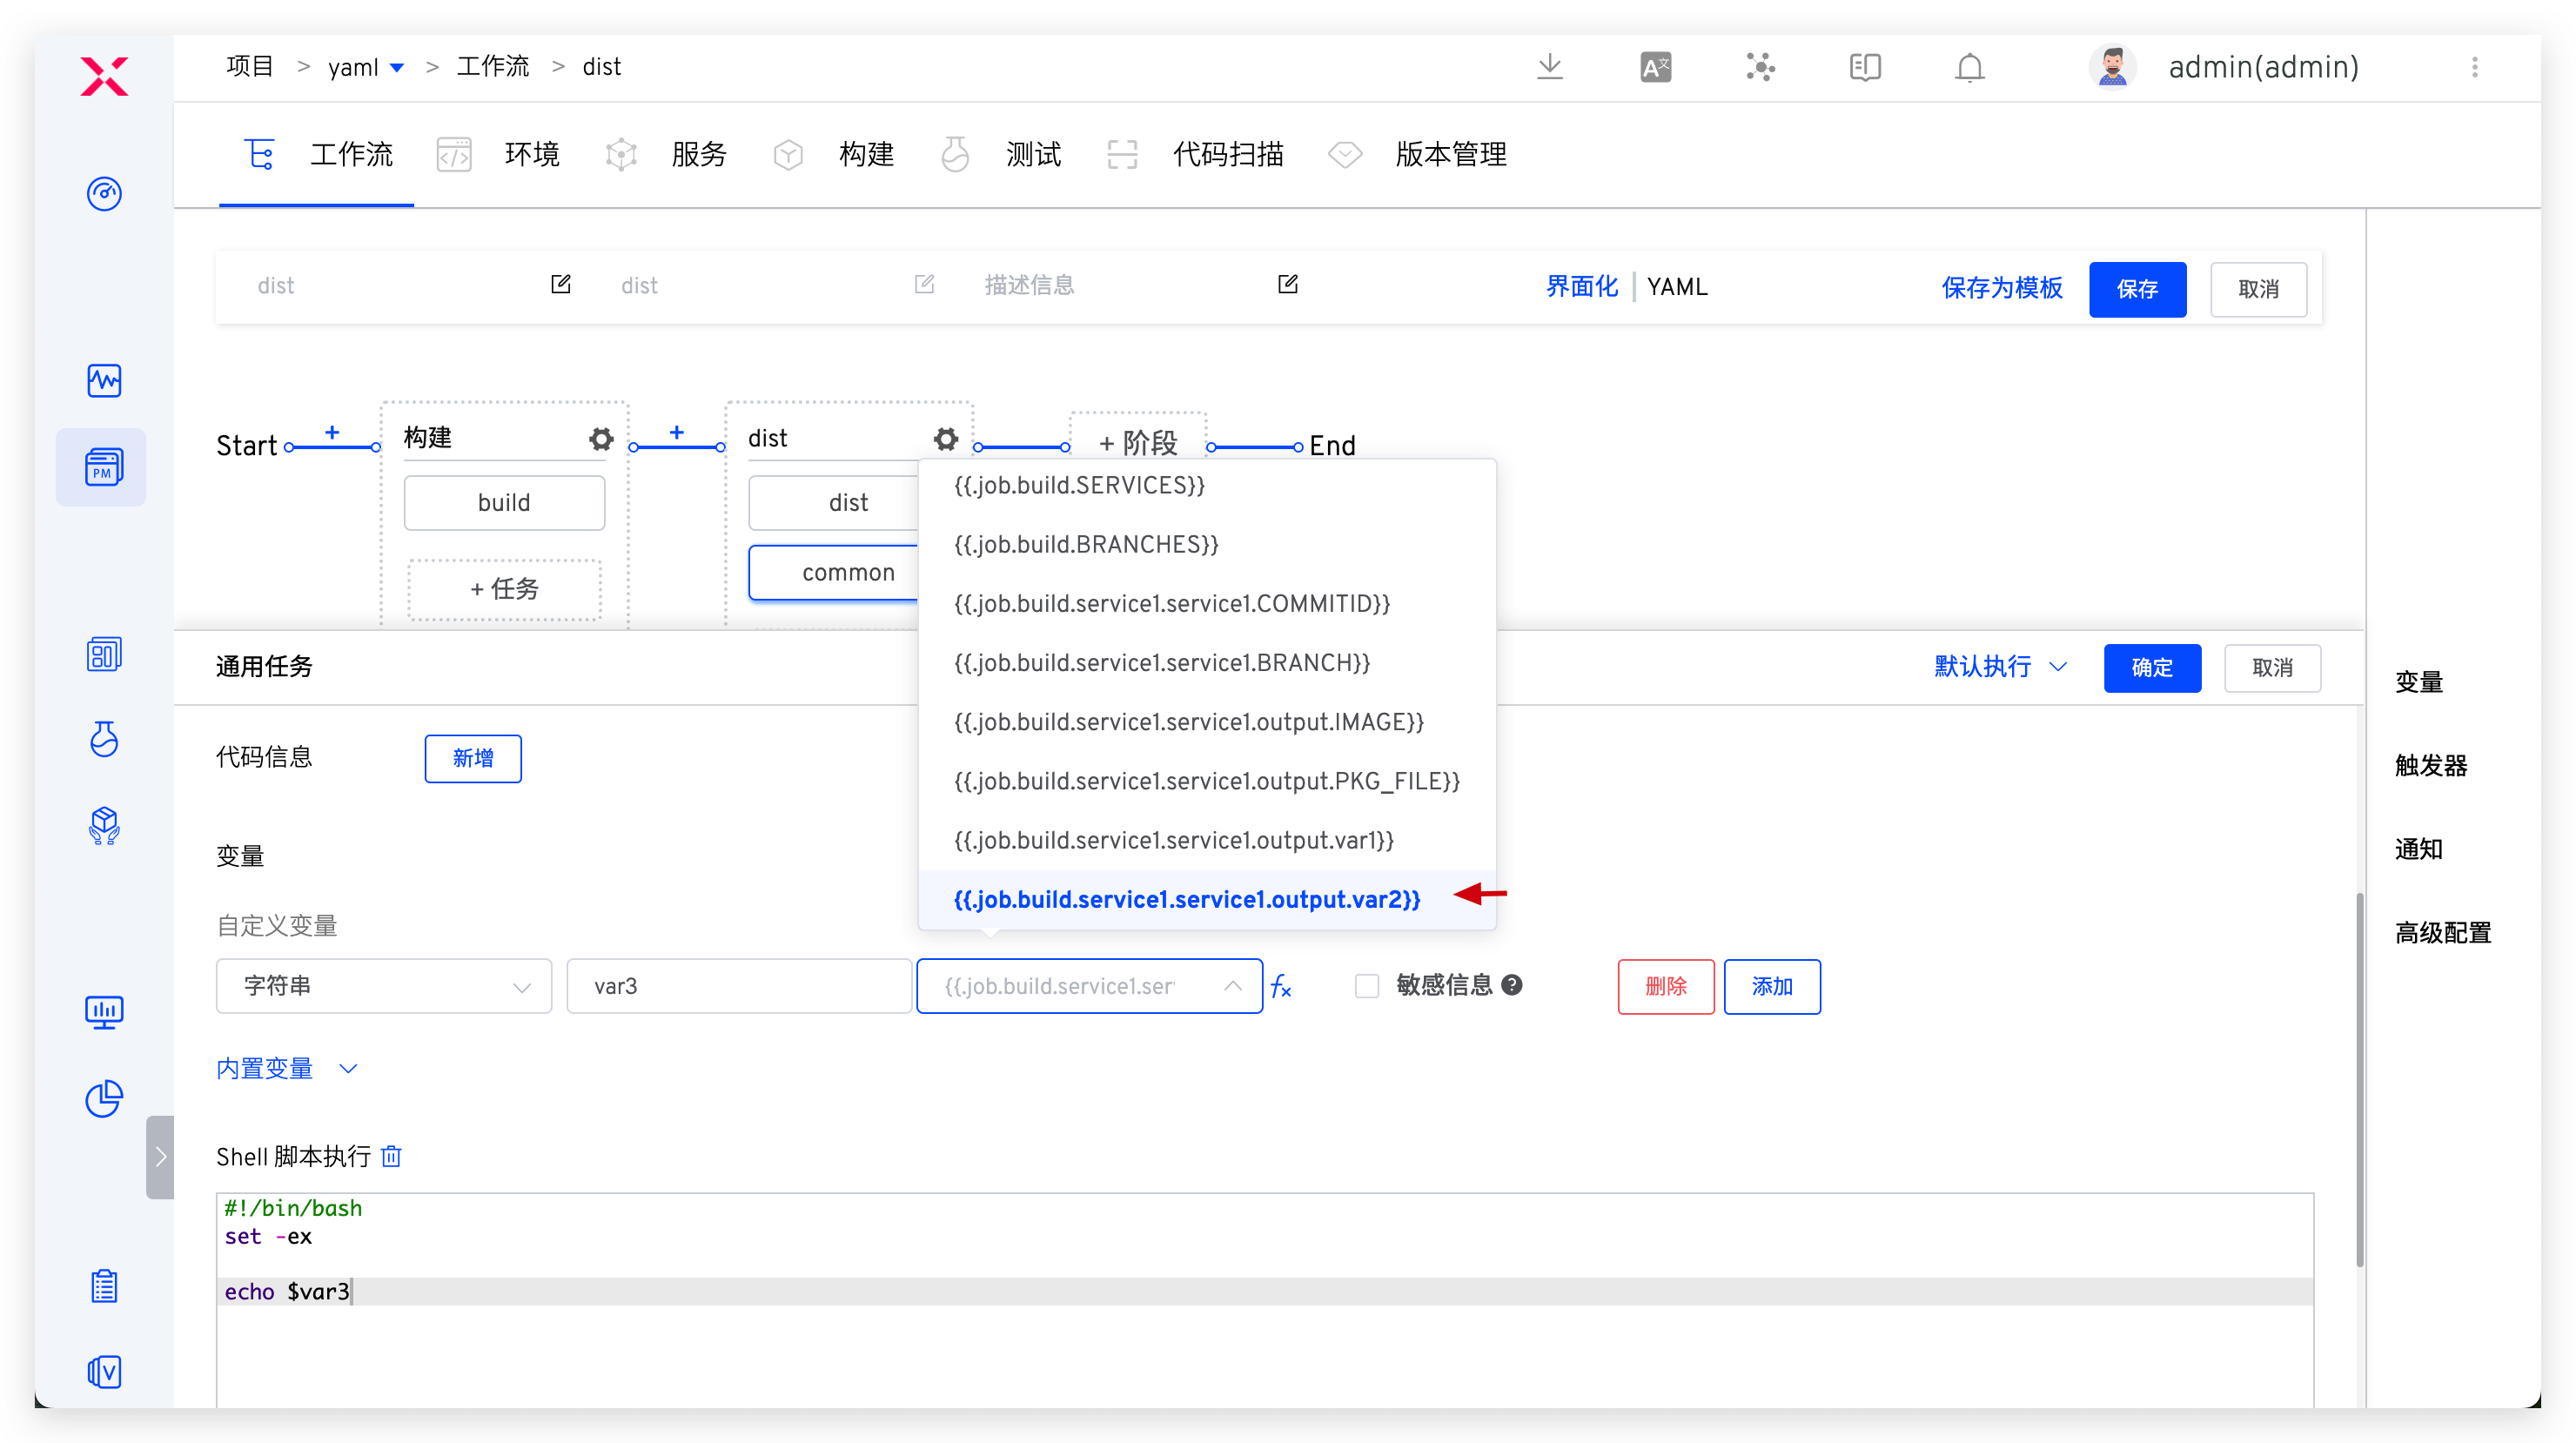 项目 > yaml > 工作流 > dist
admin(admin)
工作流 环境 服务 构建 测试 代码扫描 版本管理
dist dist 描述信息 界面化 YAML 保存为模板 保存 取消
Start + 构建 + dist + 阶段 End
build dist
common
+ 任务
{{.job.build.SERVICES}}
{{.job.build.BRANCHES}}
{{.job.build.service1.service1.COMMITID}}
{{.job.build.service1.service1.BRANCH}}
{{.job.build.service1.service1.output.IMAGE}}
{{.job.build.service1.service1.output.PKG_FILE}}
{{.job.build.service1.service1.output.var1}}
{{.job.build.service1.service1.output.var2}}
通用任务 默认执行 确定 取消
代码信息 新增
变量
自定义变量
字符串 var3 {{.job.build.service1.ser fx 敏感信息 ? 删除 添加
内置变量
Shell 脚本执行
#!/bin/bash
set -ex
echo $var3
变量
触发器
通知
高级配置
PM
A文
V